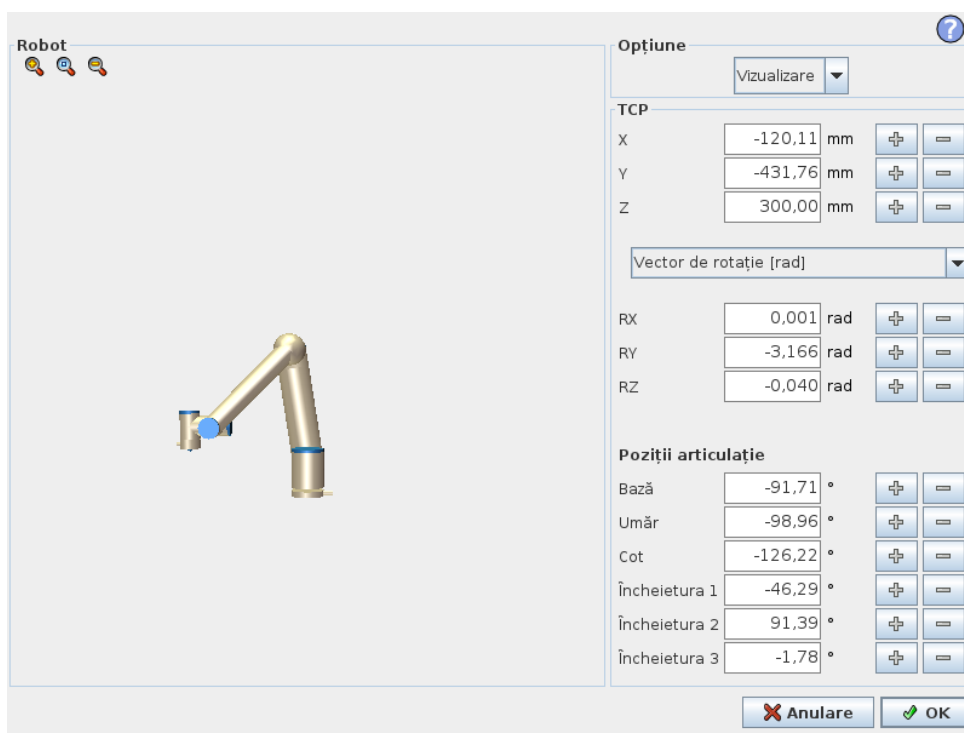 Robot
Opțiune
?
Vizualizare
TCP
X -120,11 mm
Y -431,76 mm
Z 300,00 mm
Vector de rotație [rad]
RX 0,001 rad
RY -3,166 rad
RZ -0,040 rad
Poziții articulație
Bază -91,71 °
Umăr -98,96 °
Cot -126,22 °
Încheietura 1 -46,29 °
Încheietura 2 91,39 °
Încheietura 3 -1,78 °
Anulare
OK